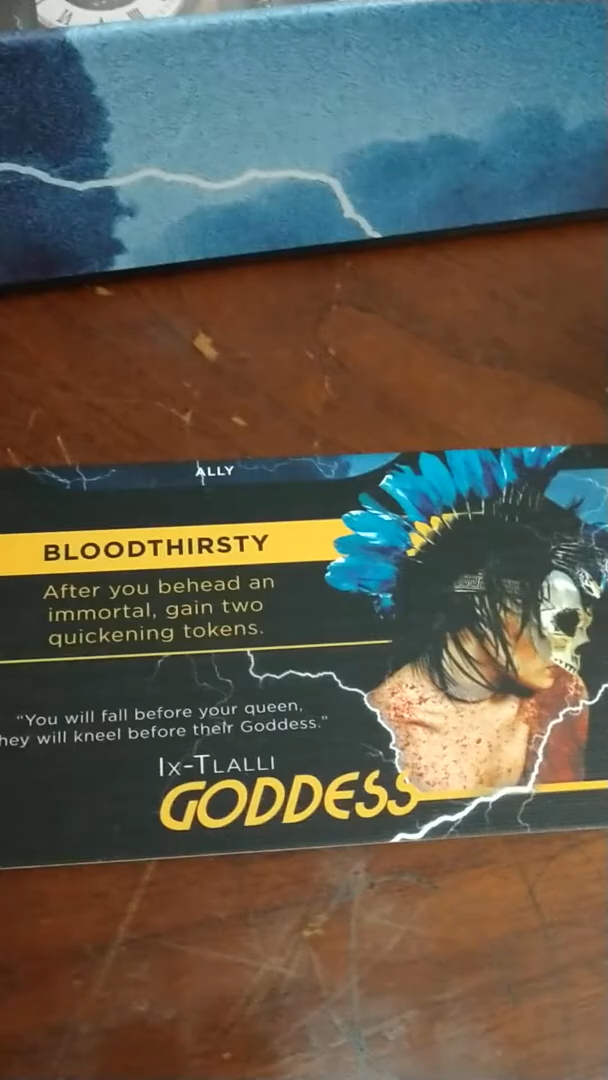 ALLY
BLOODTHIRSTY
After you behead an
immortal, gain two
quickening tokens.
"You will fall before your queen,
hey will kneel before their Goddess."
Ix-Tlalli
GODDESS